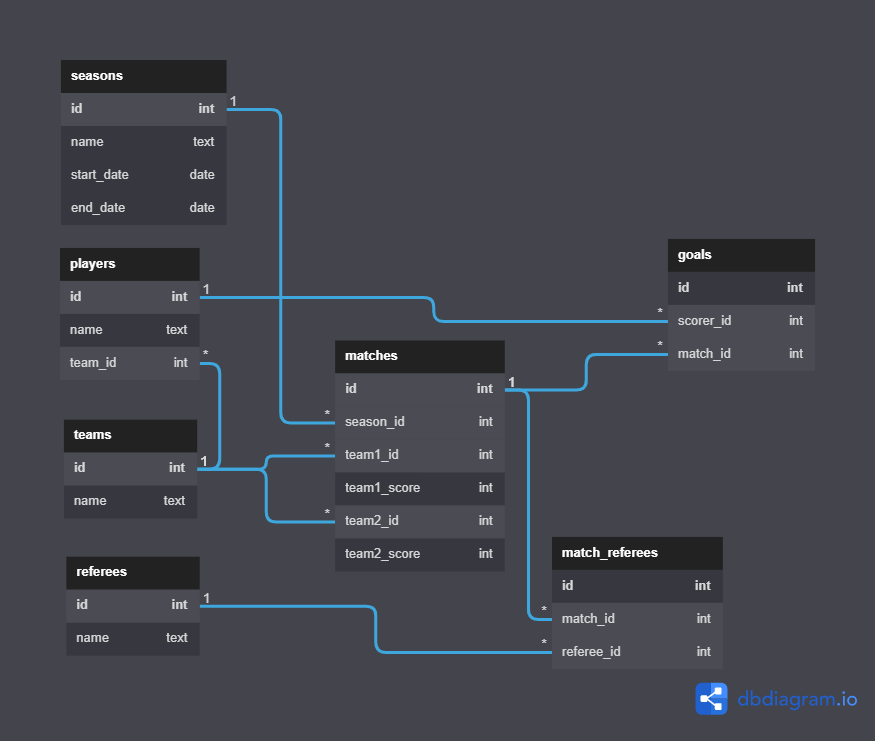 seasons
id int
name text
start_date date
end_date date
1
players
id int
name text
team_id int
1
*
teams
id int
name text
1
referees
id int
name text
1
matches
id int
season_id int
team1_id int
team1_score int
team2_id int
team2_score int
1
*
*
*
goals
id int
scorer_id int
match_id int
*
*
match_referees
id int
match_id int
referee_id int
*
*
dbdiagram.io